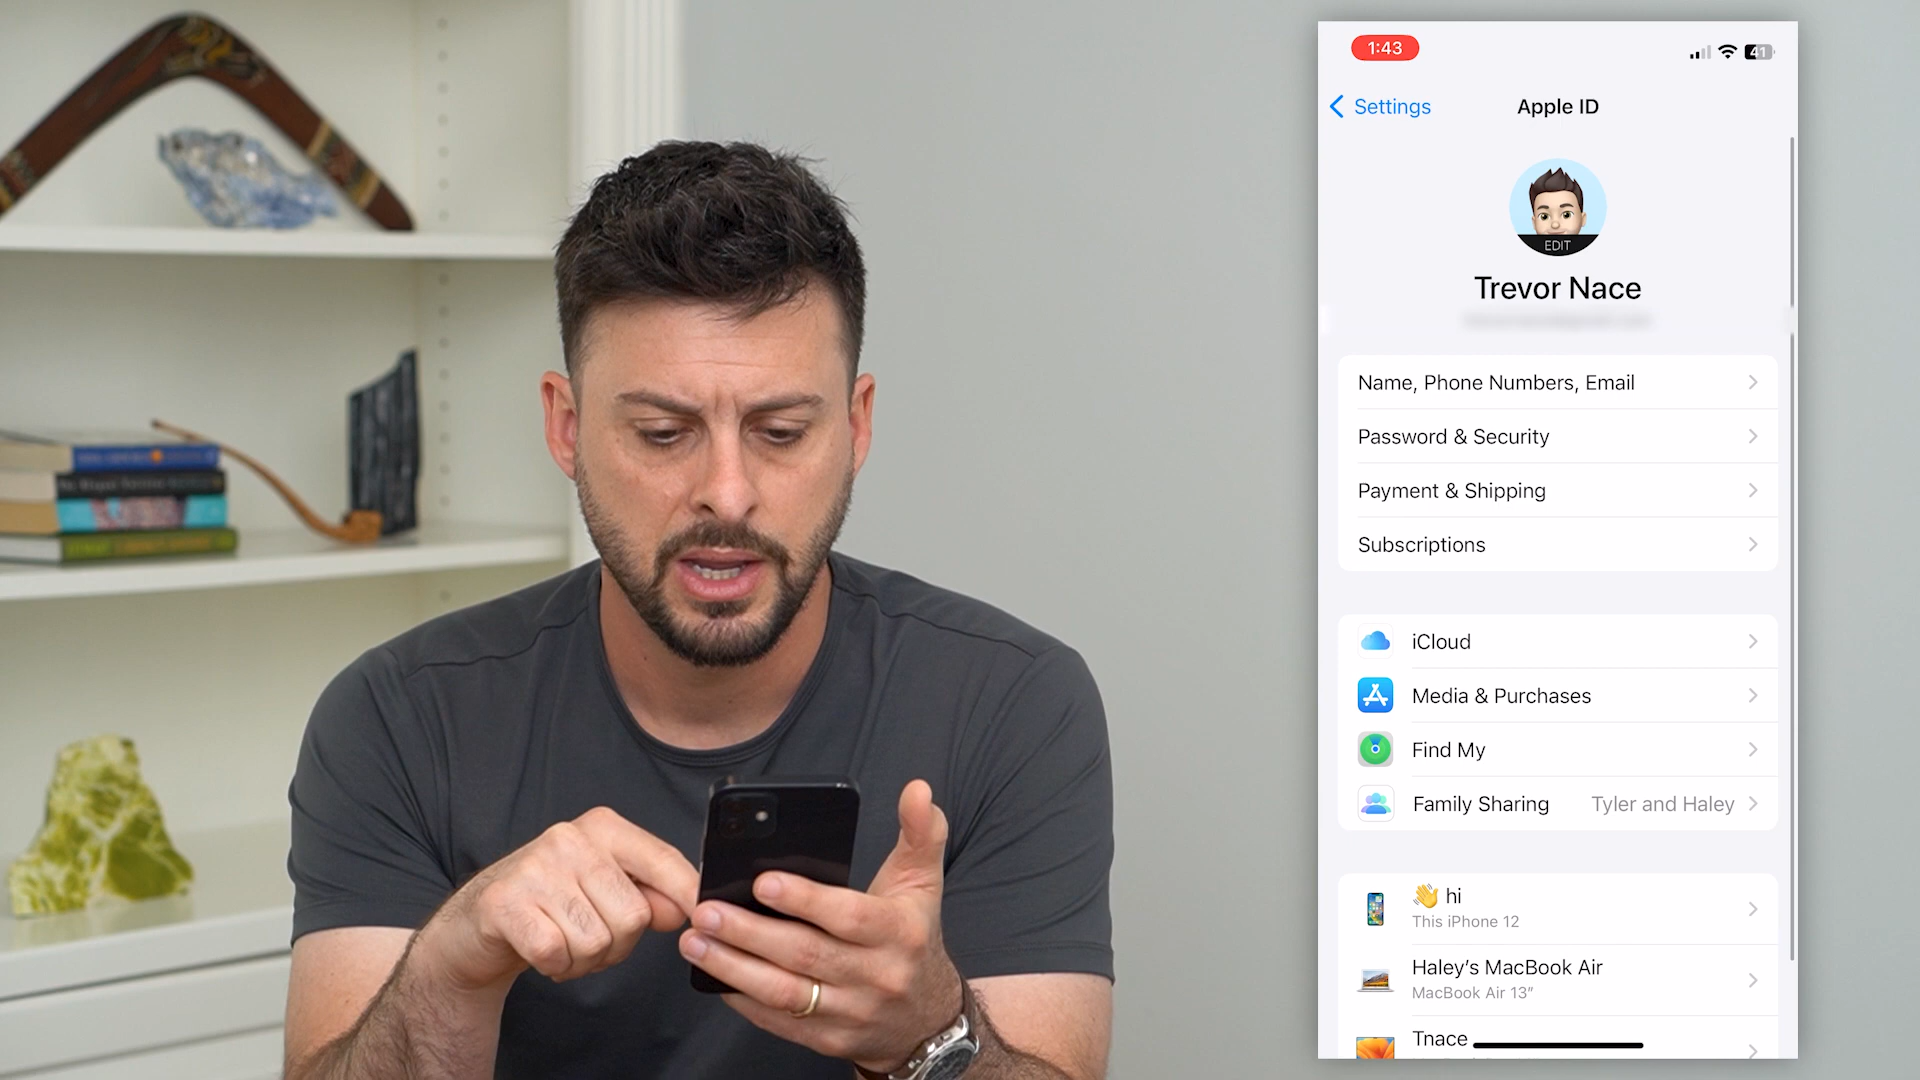 1:43
41
Settings
Apple ID
EDIT
Trevor Nace
Name, Phone Numbers, Email
Password & Security
Payment & Shipping
Subscriptions
iCloud
Media & Purchases
Find My
Family Sharing Tyler and Haley
👋 hi
This iPhone 12
Haley’s MacBook Air
MacBook Air 13”
Tnace